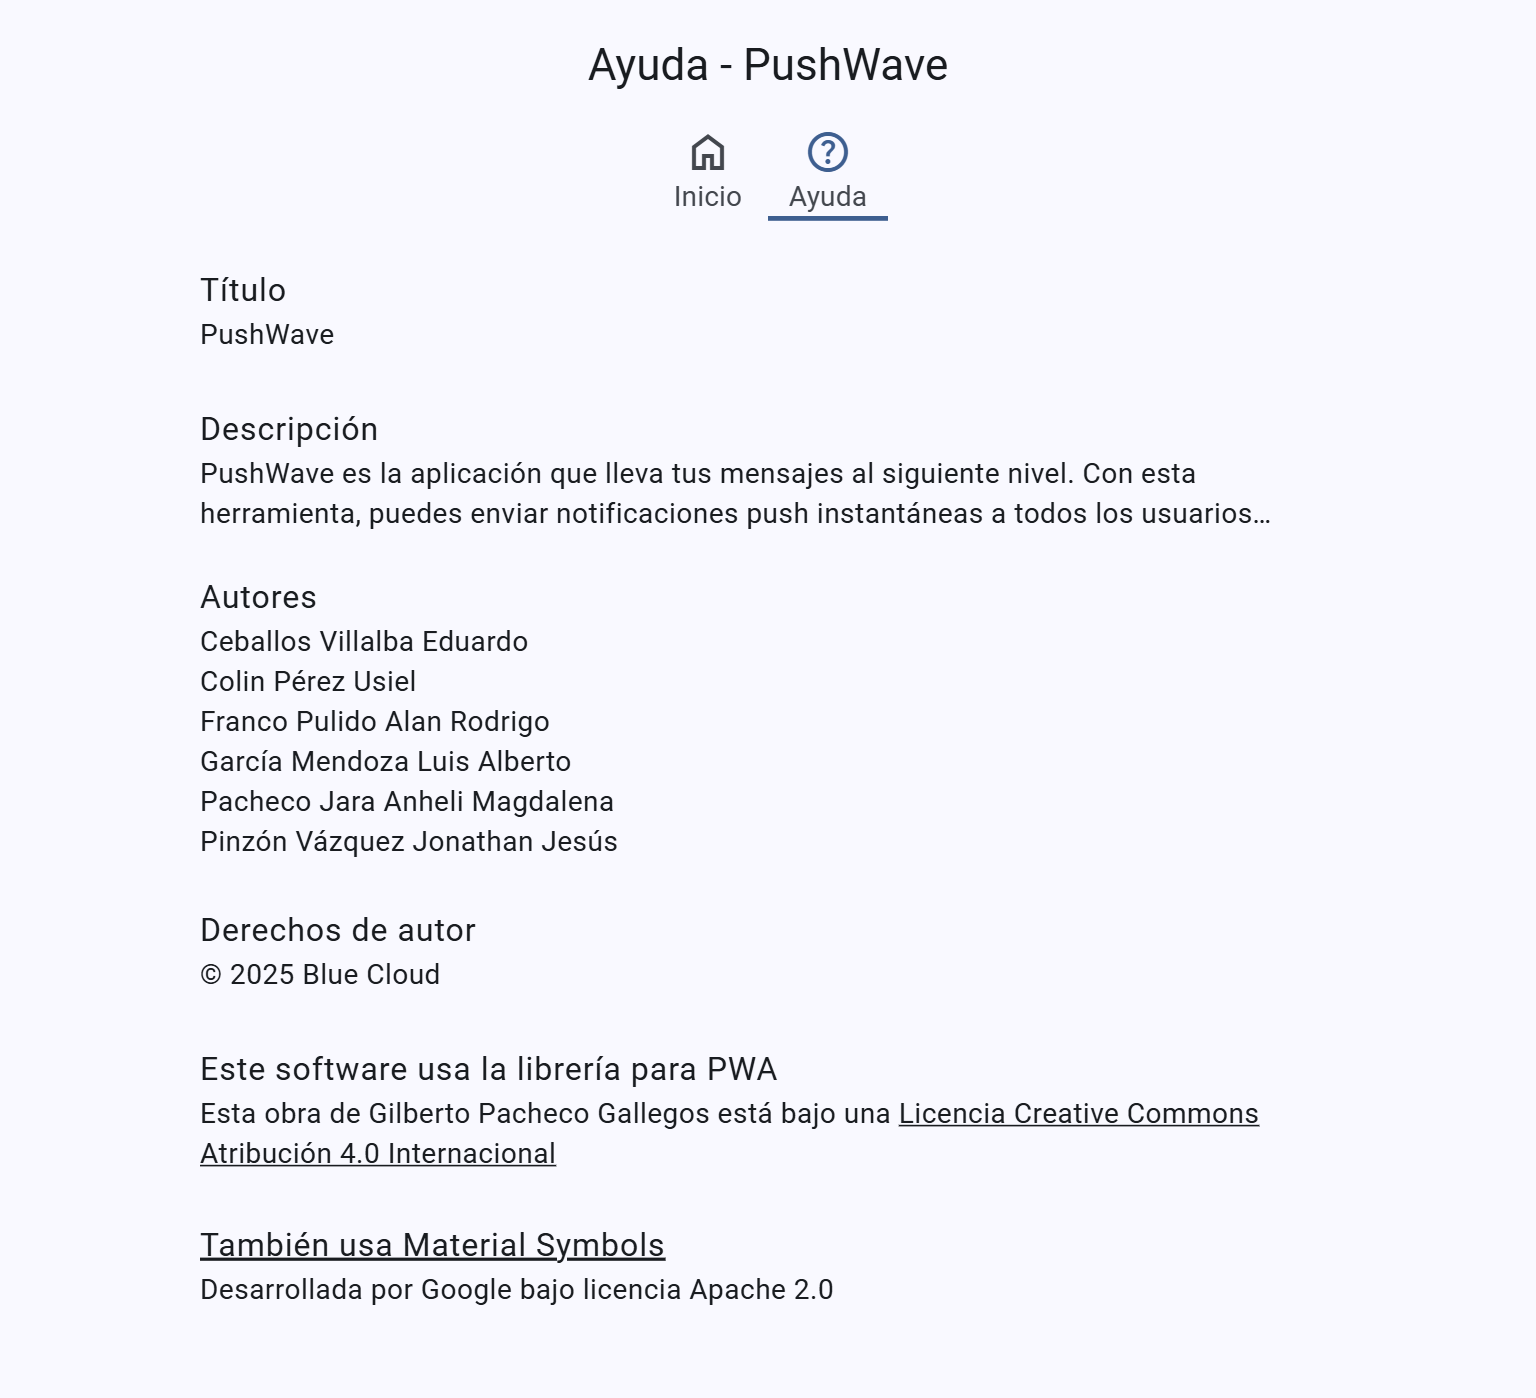 Ayuda - PushWave
Inicio
Ayuda
Título
PushWave
Descripción
PushWave es la aplicación que lleva tus mensajes al siguiente nivel. Con esta
herramienta, puedes enviar notificaciones push instantáneas a todos los usuarios…
Autores
Ceballos Villalba Eduardo
Colin Pérez Usiel
Franco Pulido Alan Rodrigo
García Mendoza Luis Alberto
Pacheco Jara Anheli Magdalena
Pinzón Vázquez Jonathan Jesús
Derechos de autor
© 2025 Blue Cloud
Este software usa la librería para PWA
Esta obra de Gilberto Pacheco Gallegos está bajo una Licencia Creative Commons
Atribución 4.0 Internacional
También usa Material Symbols
Desarrollada por Google bajo licencia Apache 2.0